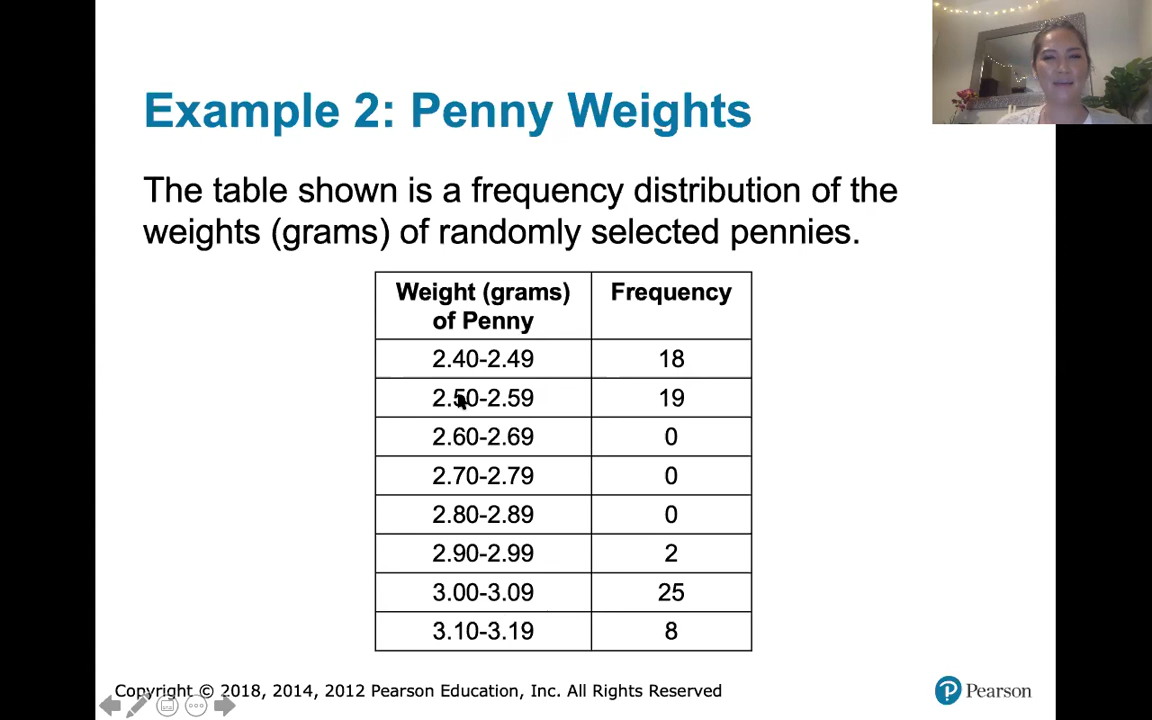 Example 2: Penny Weights
The table shown is a frequency distribution of the
weights (grams) of randomly selected pennies.
Weight (grams) of Penny Frequency
2.40-2.49 18
2.50-2.59 19
2.60-2.69 0
2.70-2.79 0
2.80-2.89 0
2.90-2.99 2
3.00-3.09 25
3.10-3.19 8
Copyright © 2018, 2014, 2012 Pearson Education, Inc. All Rights Reserved
Pearson